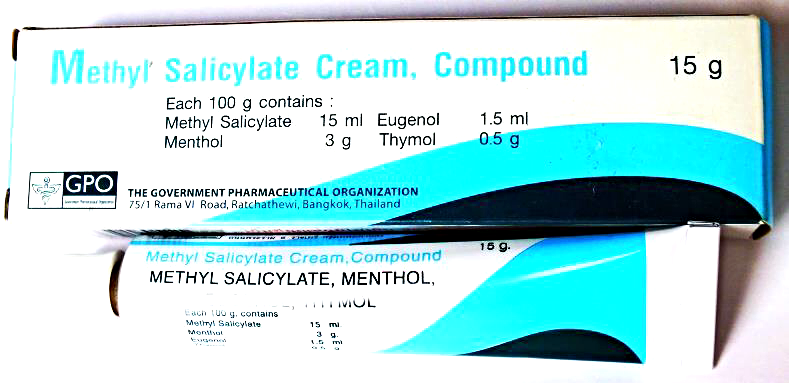 Methyl Salicylate Cream, Compound 15 g
Each 100 g contains :
Methyl Salicylate 15 ml Eugenol 1.5 ml
Menthol 3 g Thymol 0.5 g
GPO
THE GOVERNMENT PHARMACEUTICAL ORGANIZATION
75/1 Rama VI Road, Ratchathewi, Bangkok, Thailand
Methyl Salicylate Cream, Compound 15 g.
METHYL SALICYLATE, MENTHOL,
THYMOL
Each 100 g. contains
Methyl Salicylate 15 ml
Menthol 3 g.
Eugenol 1.5 ml